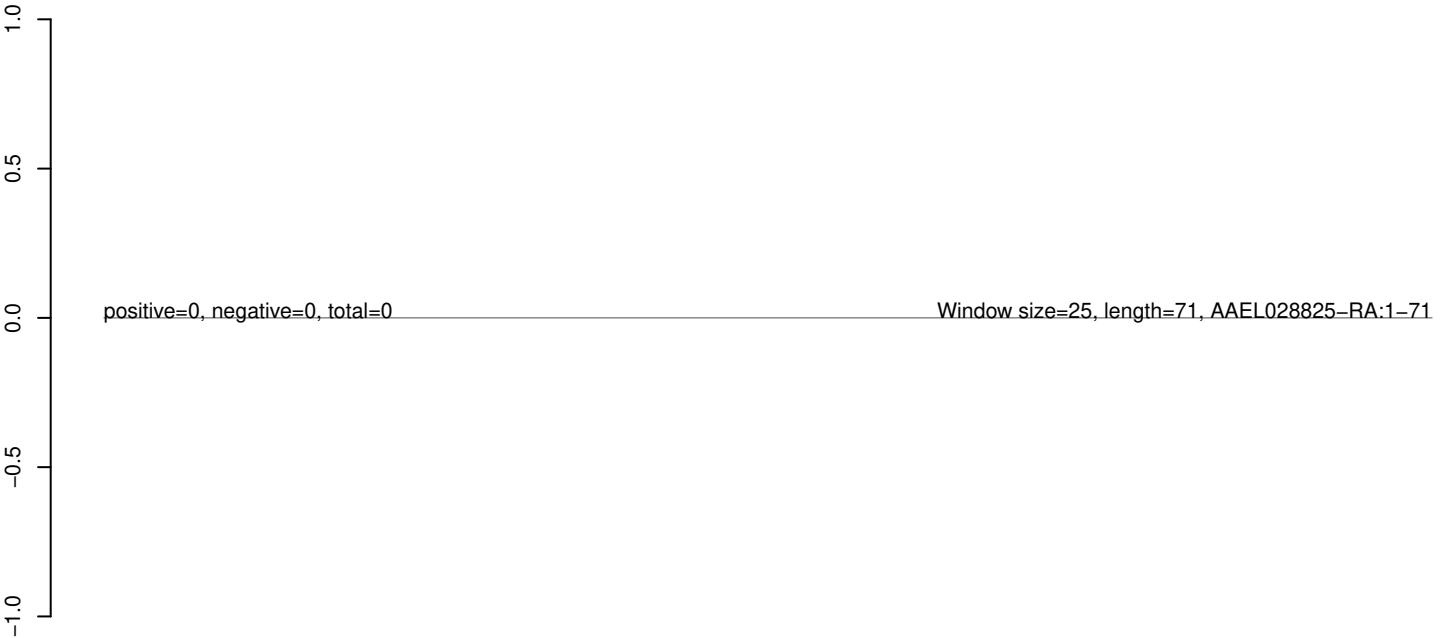 1.0
0.5
0.0
−0.5
−1.0
positive=0, negative=0, total=0
Window size=25, length=71, AAEL028825−RA:1−71